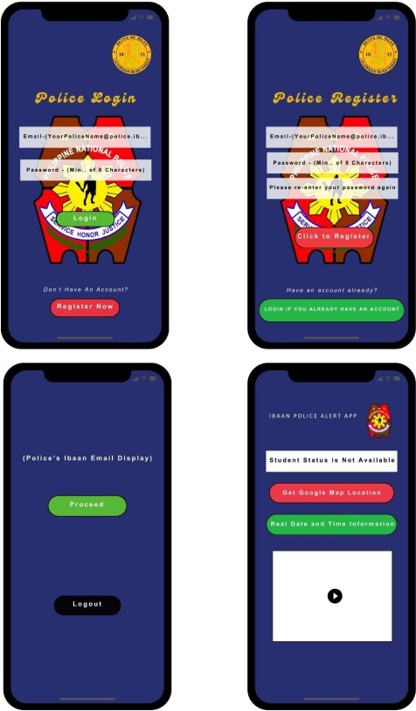 Police Login
Email-(YourPoliceName@police.ib...
PINE NATIONAL
Password - (Min.. of 8 Characters)
Login
SERVICE HONOR JUSTICE
Don't Have An Account?
Register Now
Police Register
Email-(YourPoliceName@police.ib...
Password - (Min.. of 8 Characters)
Please re-enter your password again
Click to Register
Have an account already?
LOGIN IF YOU ALREADY HAVE AN ACCOUNT
(Police's Ibaan Email Display)
Proceed
Logout
IBAAN POLICE ALERT APP
Student Status is Not Available
Get Google Map Location
Real Date and Time Information